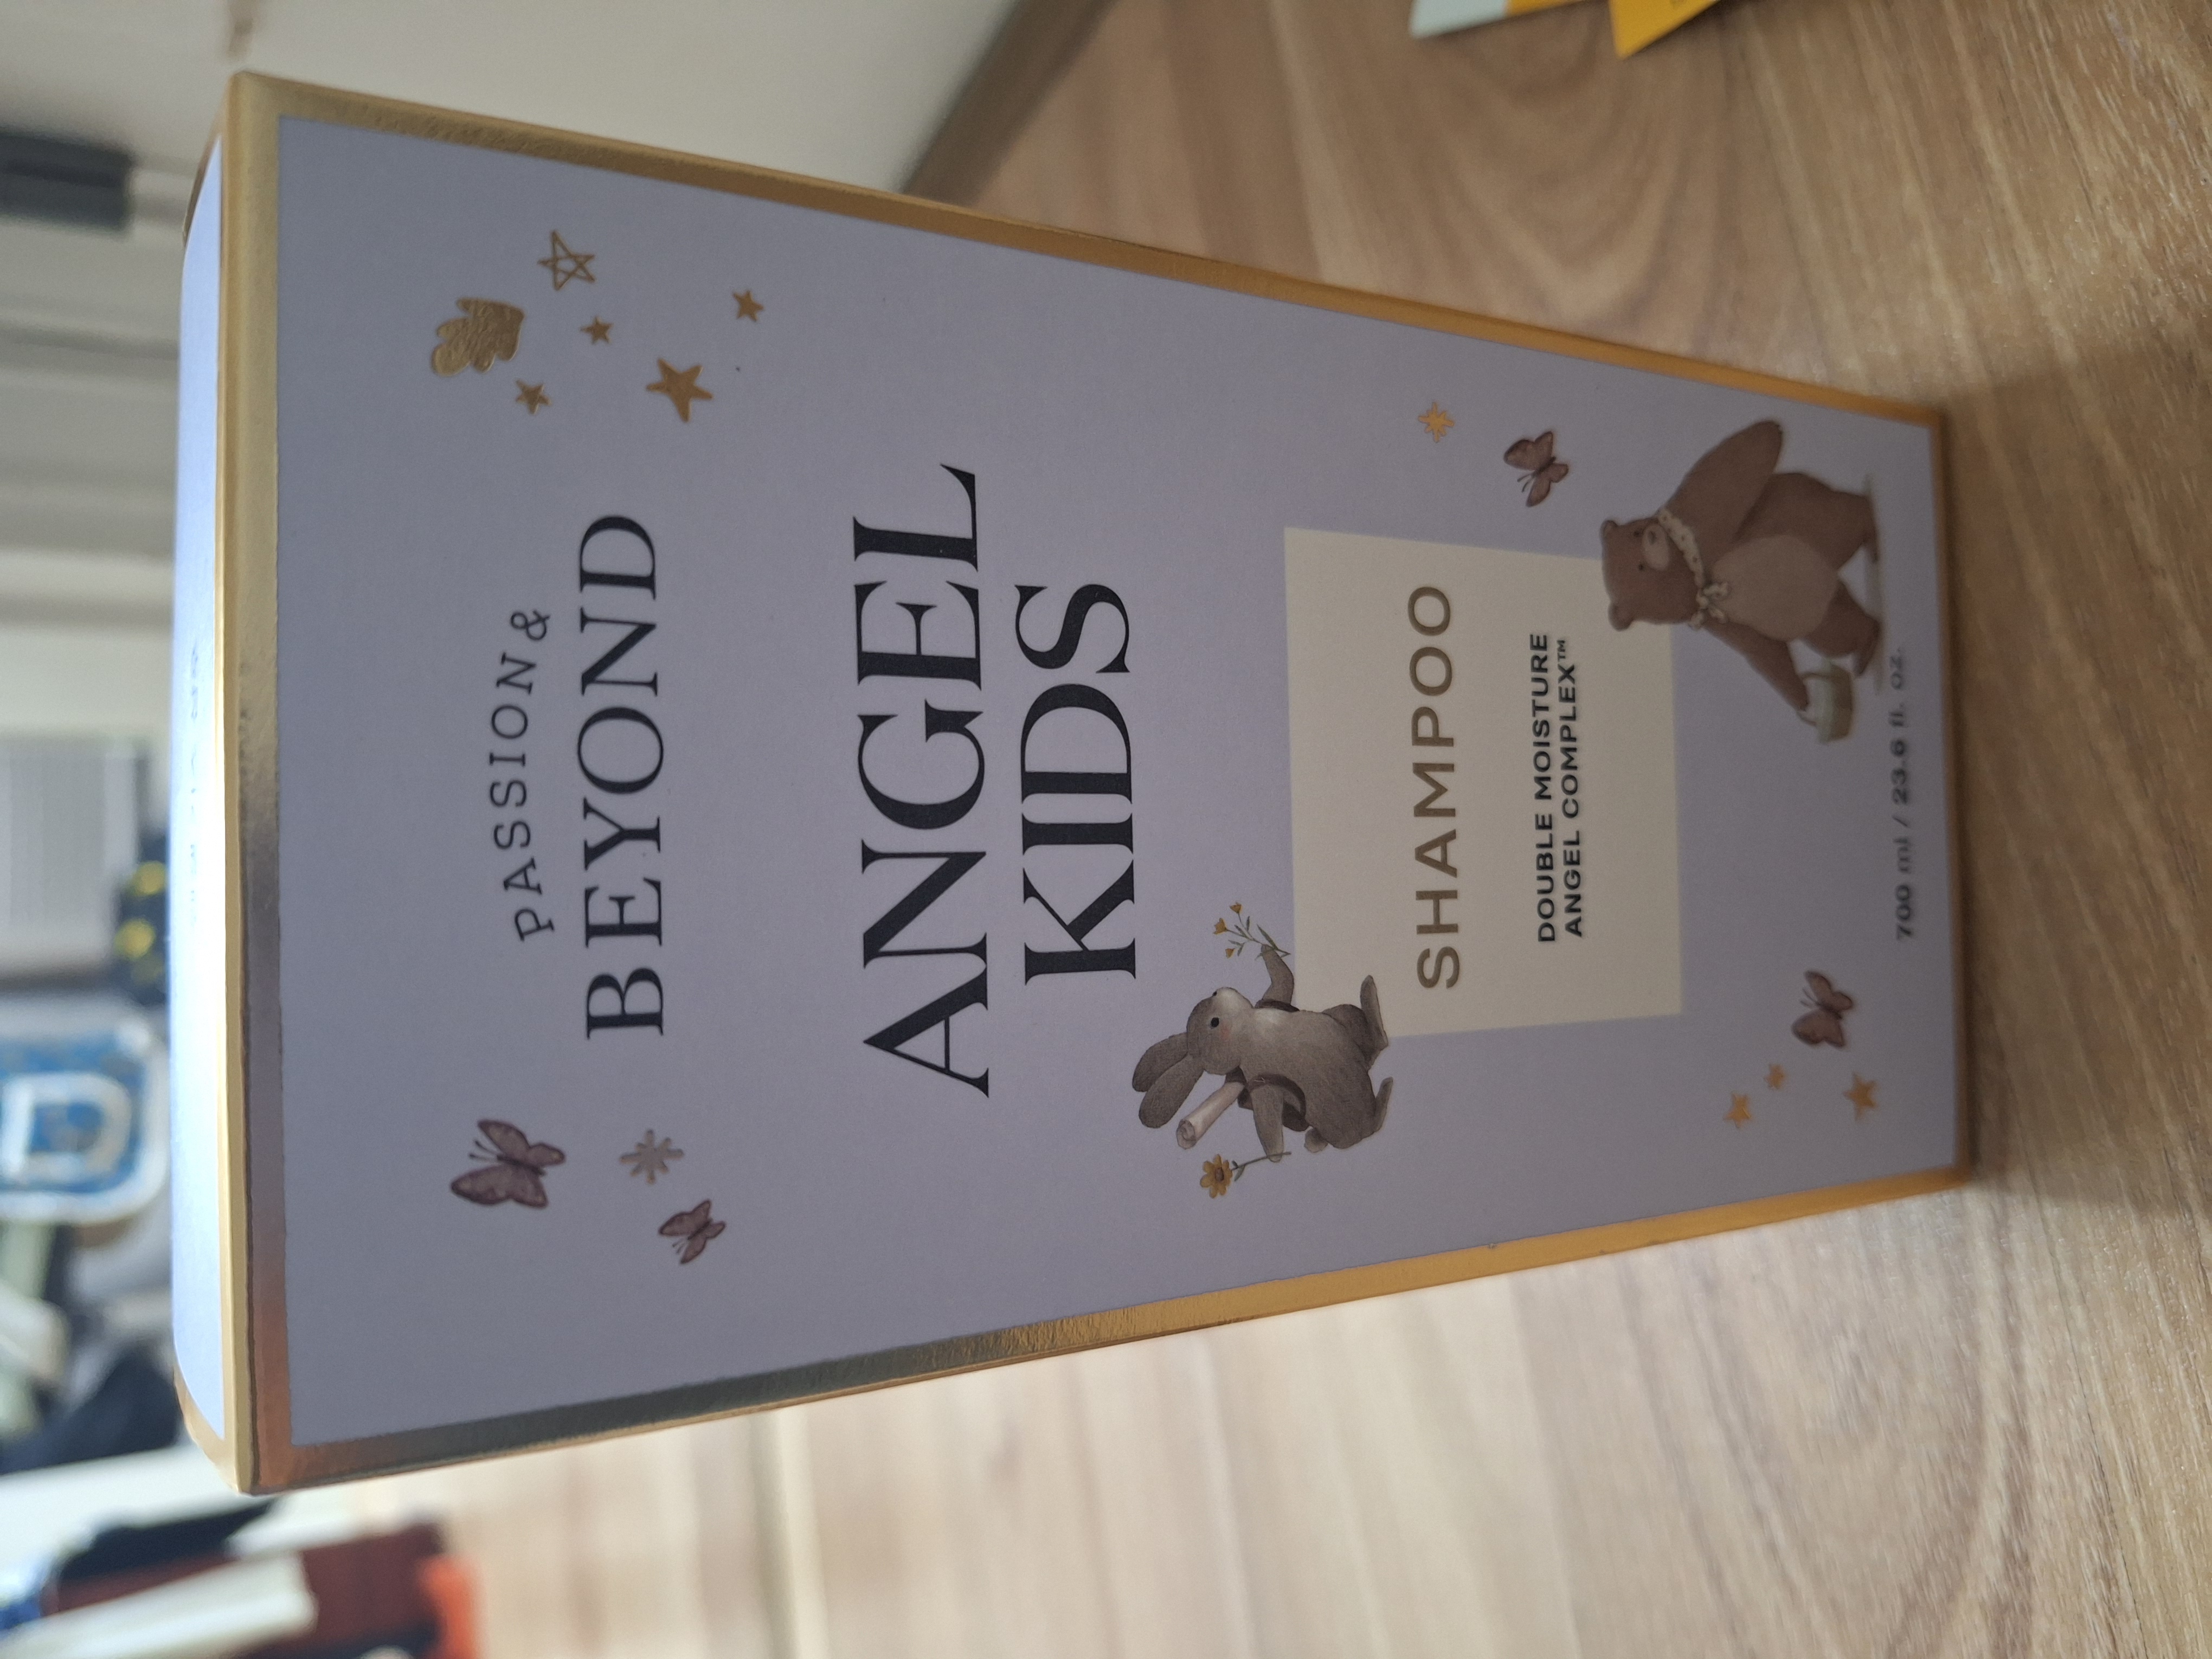 PASSION &
BEYOND
ANGEL
KIDS
SHAMPOO
DOUBLE MOISTURE
ANGEL COMPLEX™
700 ml / 23.6 fl. oz.